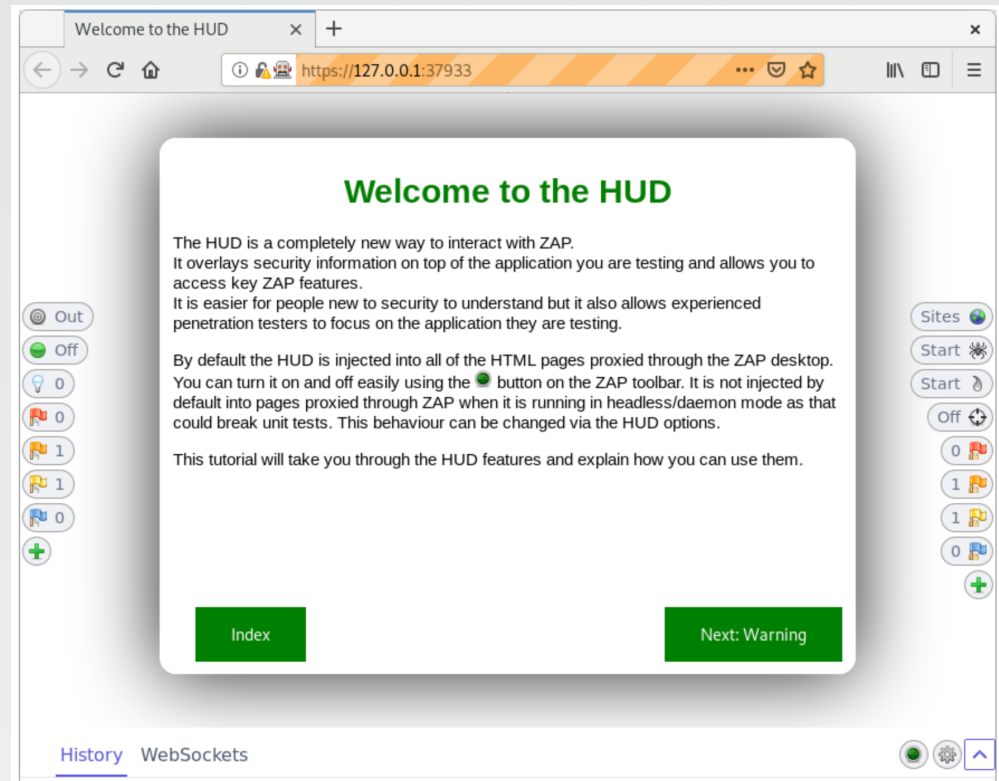 Welcome to the HUD
https://127.0.0.1:37933
Welcome to the HUD
The HUD is a completely new way to interact with ZAP.
It overlays security information on top of the application you are testing and allows you to
access key ZAP features.
It is easier for people new to security to understand but it also allows experienced
penetration testers to focus on the application they are testing.
By default the HUD is injected into all of the HTML pages proxied through the ZAP desktop.
You can turn it on and off easily using the button on the ZAP toolbar. It is not injected by
default into pages proxied through ZAP when it is running in headless/daemon mode as that
could break unit tests. This behaviour can be changed via the HUD options.
This tutorial will take you through the HUD features and explain how you can use them.
Out
Off
0
0
1
1
0
Sites
Start
Start
Off
0
1
1
0
Index
Next: Warning
History
WebSockets